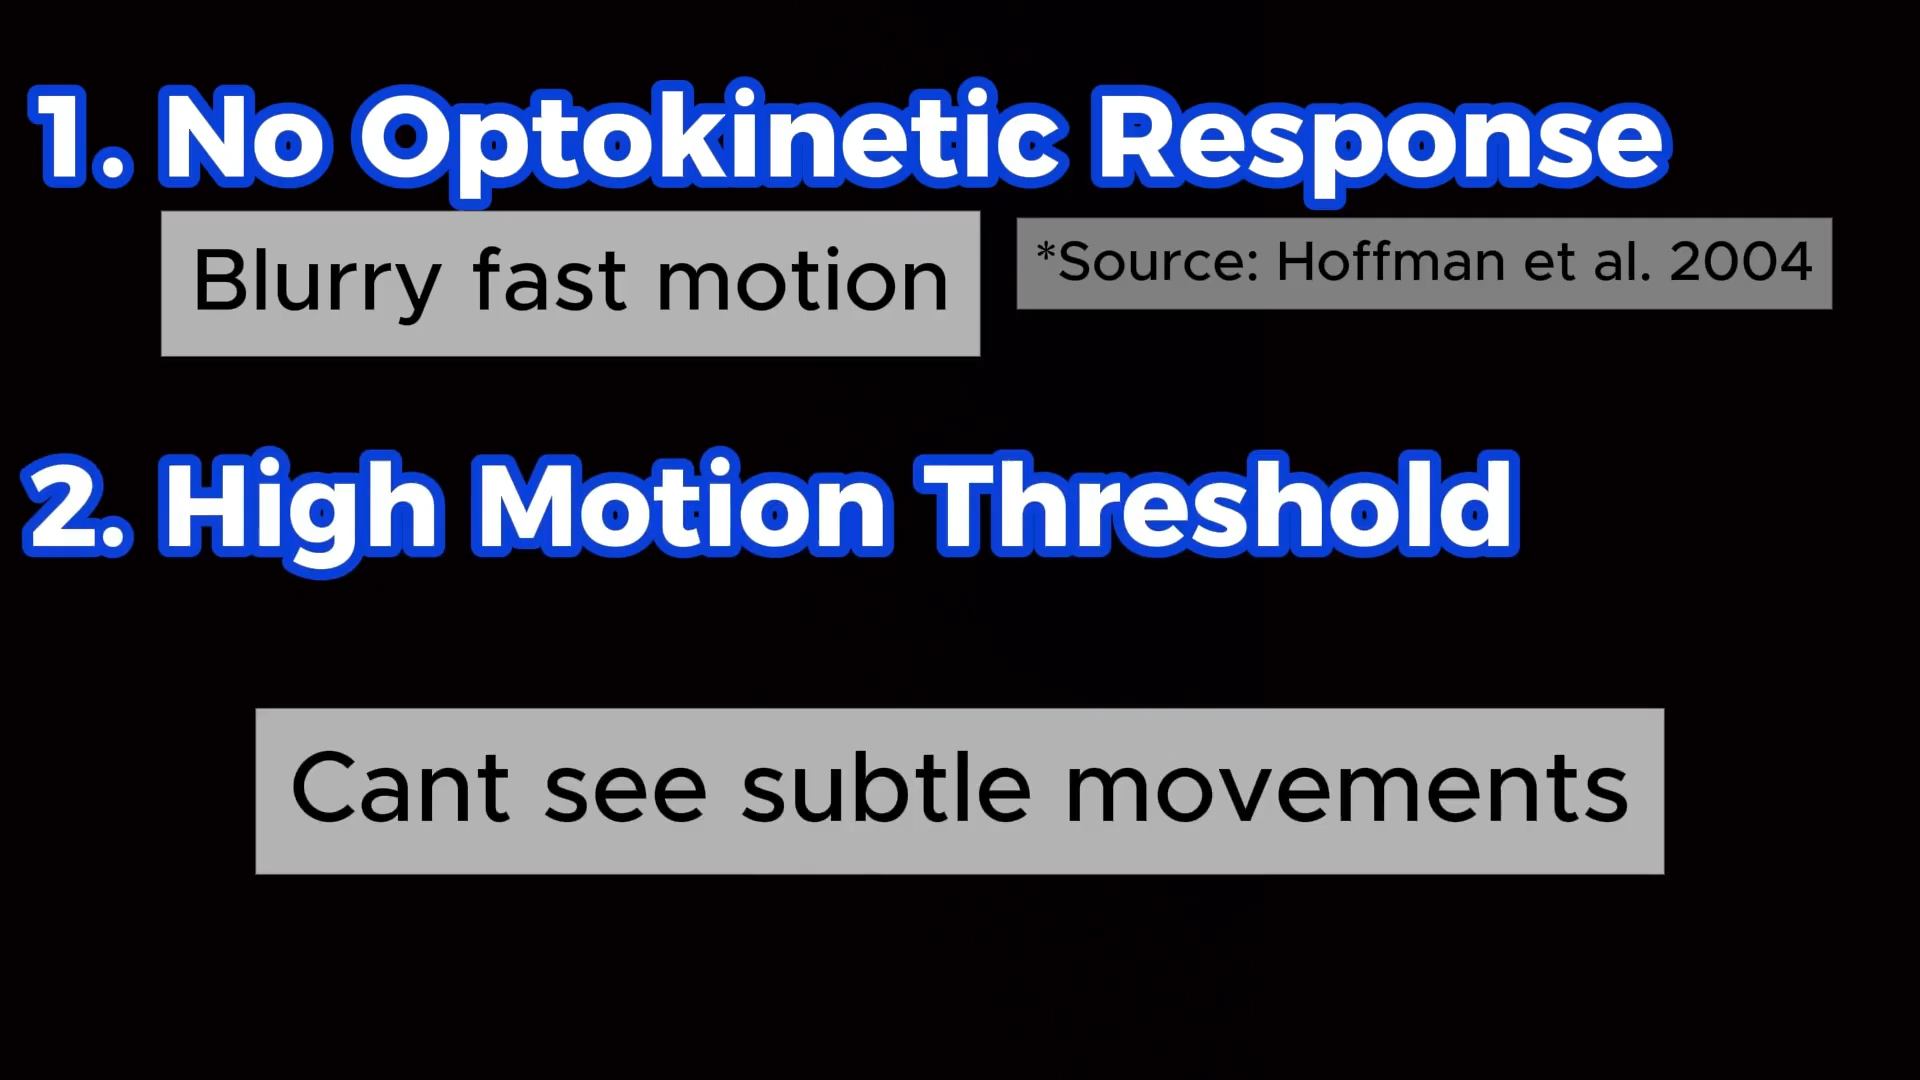 1. No Optokinetic Response
Blurry fast motion
*Source: Hoffman et al. 2004
2. High Motion Threshold
Cant see subtle movements